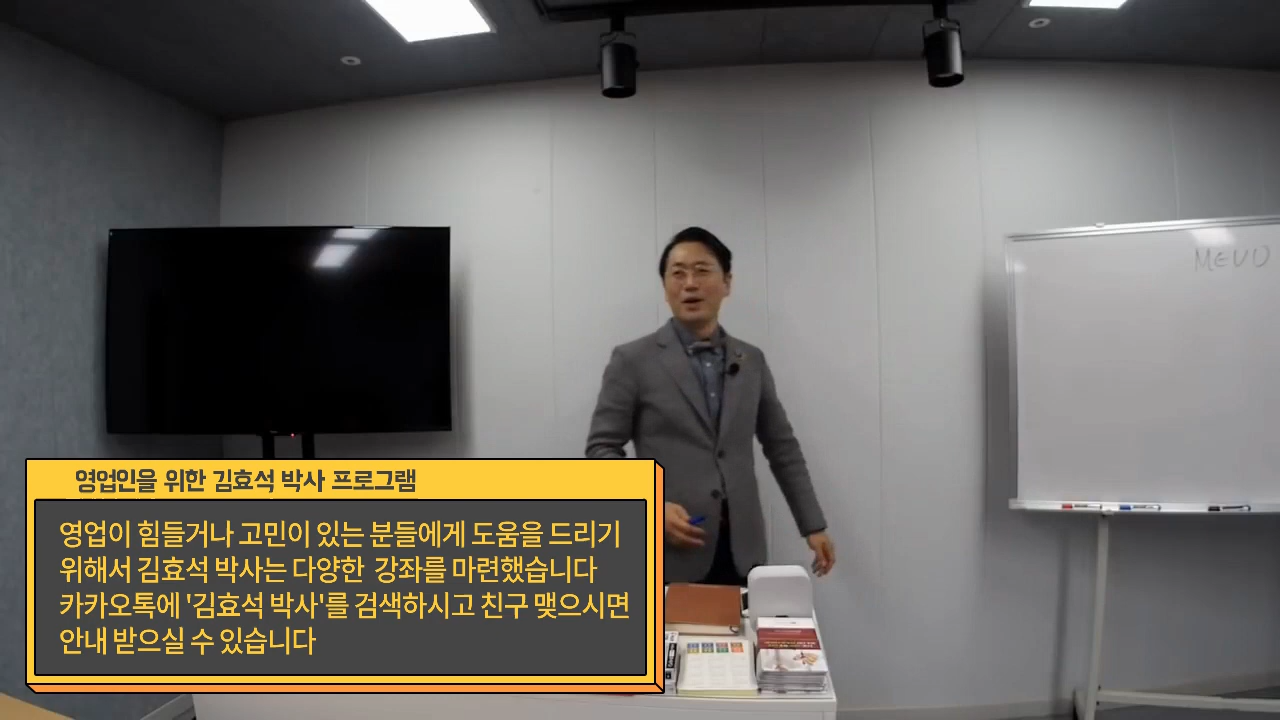 MEUD
영업인을 위한 김효석 박사 프로그램
영업이 힘들거나 고민이 있는 분들에게 도움을 드리기
위해서 김효석 박사는 다양한 강좌를 마련했습니다
카카오톡에 '김효석 박사'를 검색하시고 친구 맺으시면
안내 받으실 수 있습니다